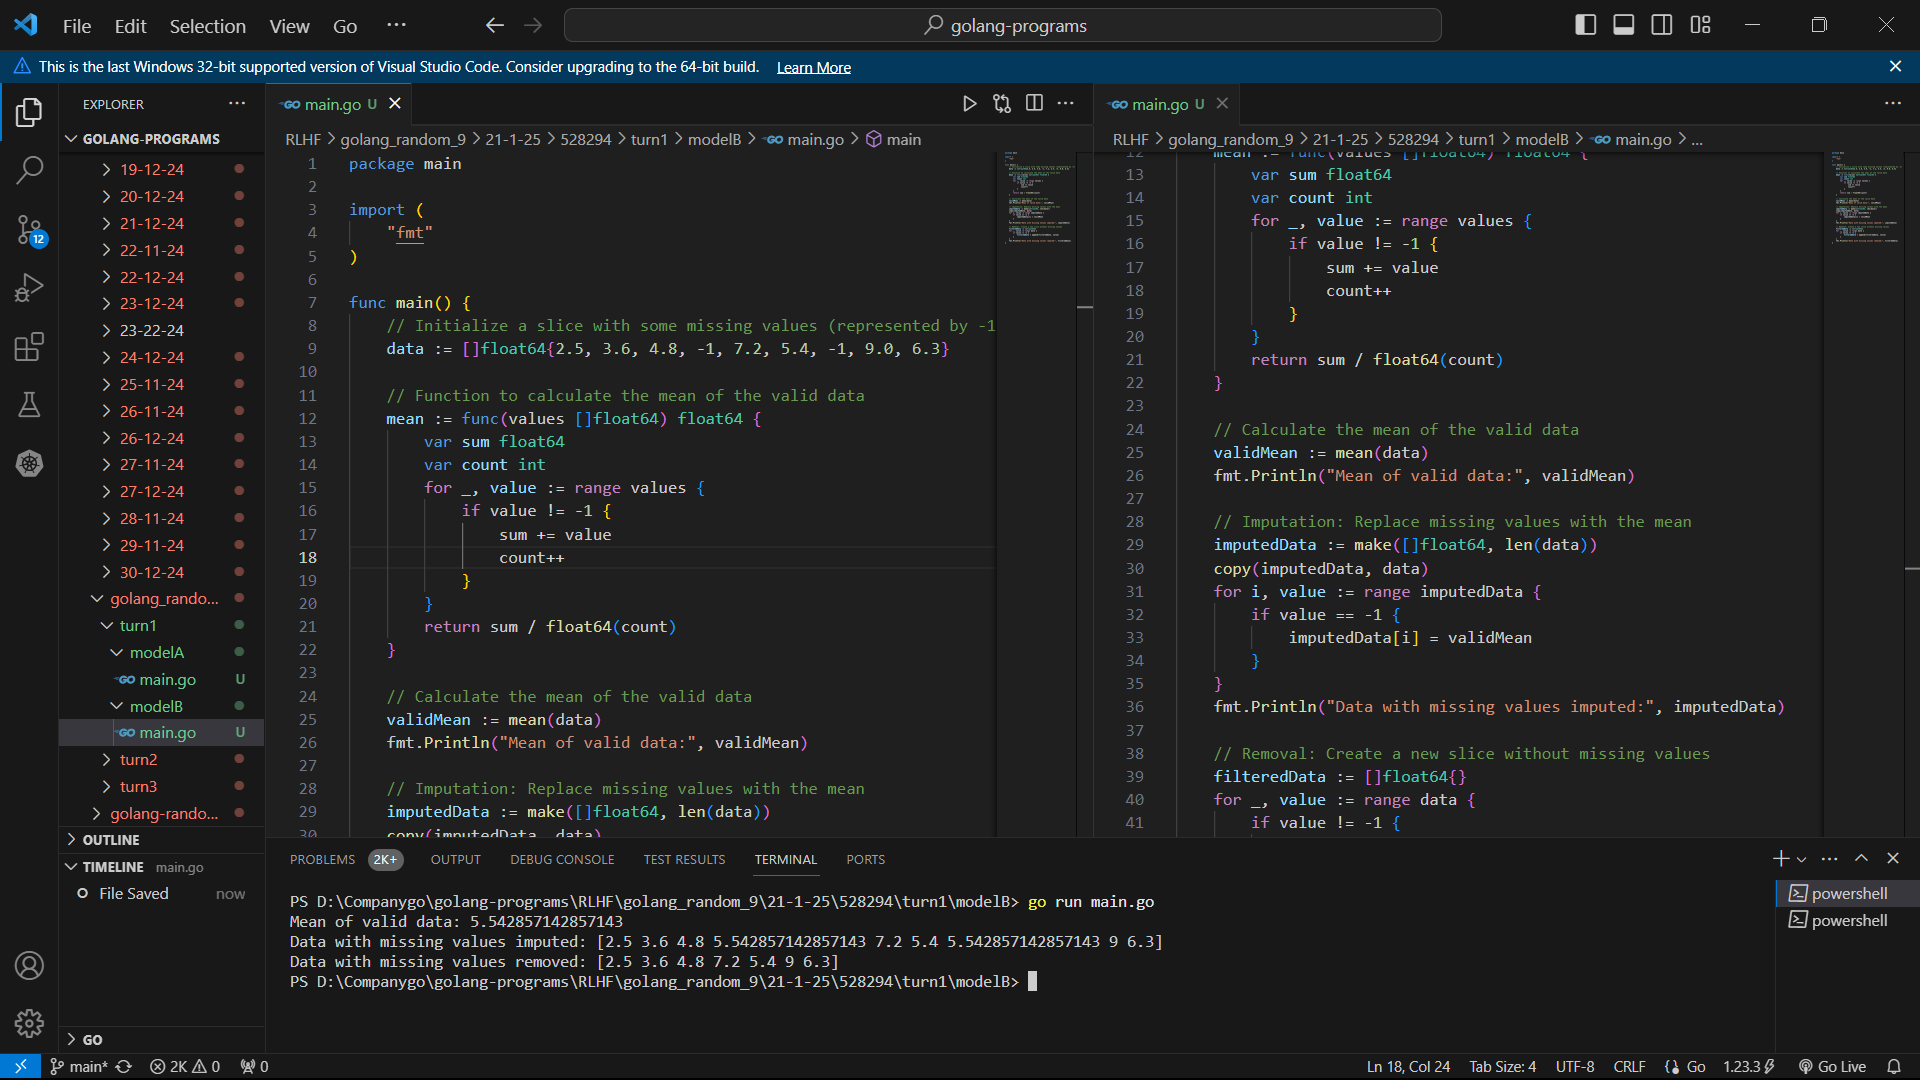 File Edit Selection View Go ···
golang-programs
This is the last Windows 32-bit supported version of Visual Studio Code. Consider upgrading to the 64-bit build. Learn More
EXPLORER
GOLANG-PROGRAMS
19-12-24
20-12-24
21-12-24
22-11-24
22-12-24
23-12-24
23-22-24
24-12-24
25-11-24
26-11-24
26-12-24
27-11-24
27-12-24
28-11-24
29-11-24
30-12-24
golang_rando...
turn1
modelA
main.go U
modelB
main.go U
turn2
turn3
golang-rando...
OUTLINE
TIMELINE main.go
File Saved now
GO
12
main.go U
RLHF > golang_random_9 > 21-1-25 > 528294 > turn1 > modelB > main.go > main
1 package main
2
3 import (
4 "fmt"
5 )
6
7 func main() {
8 // Initialize a slice with some missing values (represented by -1
9 data := []float64{2.5, 3.6, 4.8, -1, 7.2, 5.4, -1, 9.0, 6.3}
10
11 // Function to calculate the mean of the valid data
12 mean := func(values []float64) float64 {
13 var sum float64
14 var count int
15 for _, value := range values {
16 if value != -1 {
17 sum += value
18 count++
19 }
20 }
21 return sum / float64(count)
22 }
23
24 // Calculate the mean of the valid data
25 validMean := mean(data)
26 fmt.Println("Mean of valid data:", validMean)
27
28 // Imputation: Replace missing values with the mean
29 imputedData := make([]float64, len(data))
30 copy(imputedData, data)
main.go U
RLHF > golang_random_9 > 21-1-25 > 528294 > turn1 > modelB > main.go > ...
12 mean := func(values []float64) float64 {
13 var sum float64
14 var count int
15 for _, value := range values {
16 if value != -1 {
17 sum += value
18 count++
19 }
20 }
21 return sum / float64(count)
22 }
23
24 // Calculate the mean of the valid data
25 validMean := mean(data)
26 fmt.Println("Mean of valid data:", validMean)
27
28 // Imputation: Replace missing values with the mean
29 imputedData := make([]float64, len(data))
30 copy(imputedData, data)
31 for i, value := range imputedData {
32 if value == -1 {
33 imputedData[i] = validMean
34 }
35 }
36 fmt.Println("Data with missing values imputed:", imputedData)
37
38 // Removal: Create a new slice without missing values
39 filteredData := []float64{}
40 for _, value := range data {
41 if value != -1 {
PROBLEMS 2K+ OUTPUT DEBUG CONSOLE TEST RESULTS TERMINAL PORTS
PS D:\Companygo\golang-programs\RLHF\golang_random_9\21-1-25\528294\turn1\modelB> go run main.go
Mean of valid data: 5.542857142857143
Data with missing values imputed: [2.5 3.6 4.8 5.542857142857143 7.2 5.4 5.542857142857143 9 6.3]
Data with missing values removed: [2.5 3.6 4.8 7.2 5.4 9 6.3]
PS D:\Companygo\golang-programs\RLHF\golang_random_9\21-1-25\528294\turn1\modelB>
powershell
powershell
main* 2K 0 0 Ln 18, Col 24 Tab Size: 4 UTF-8 CRLF Go 1.23.3 Go Live